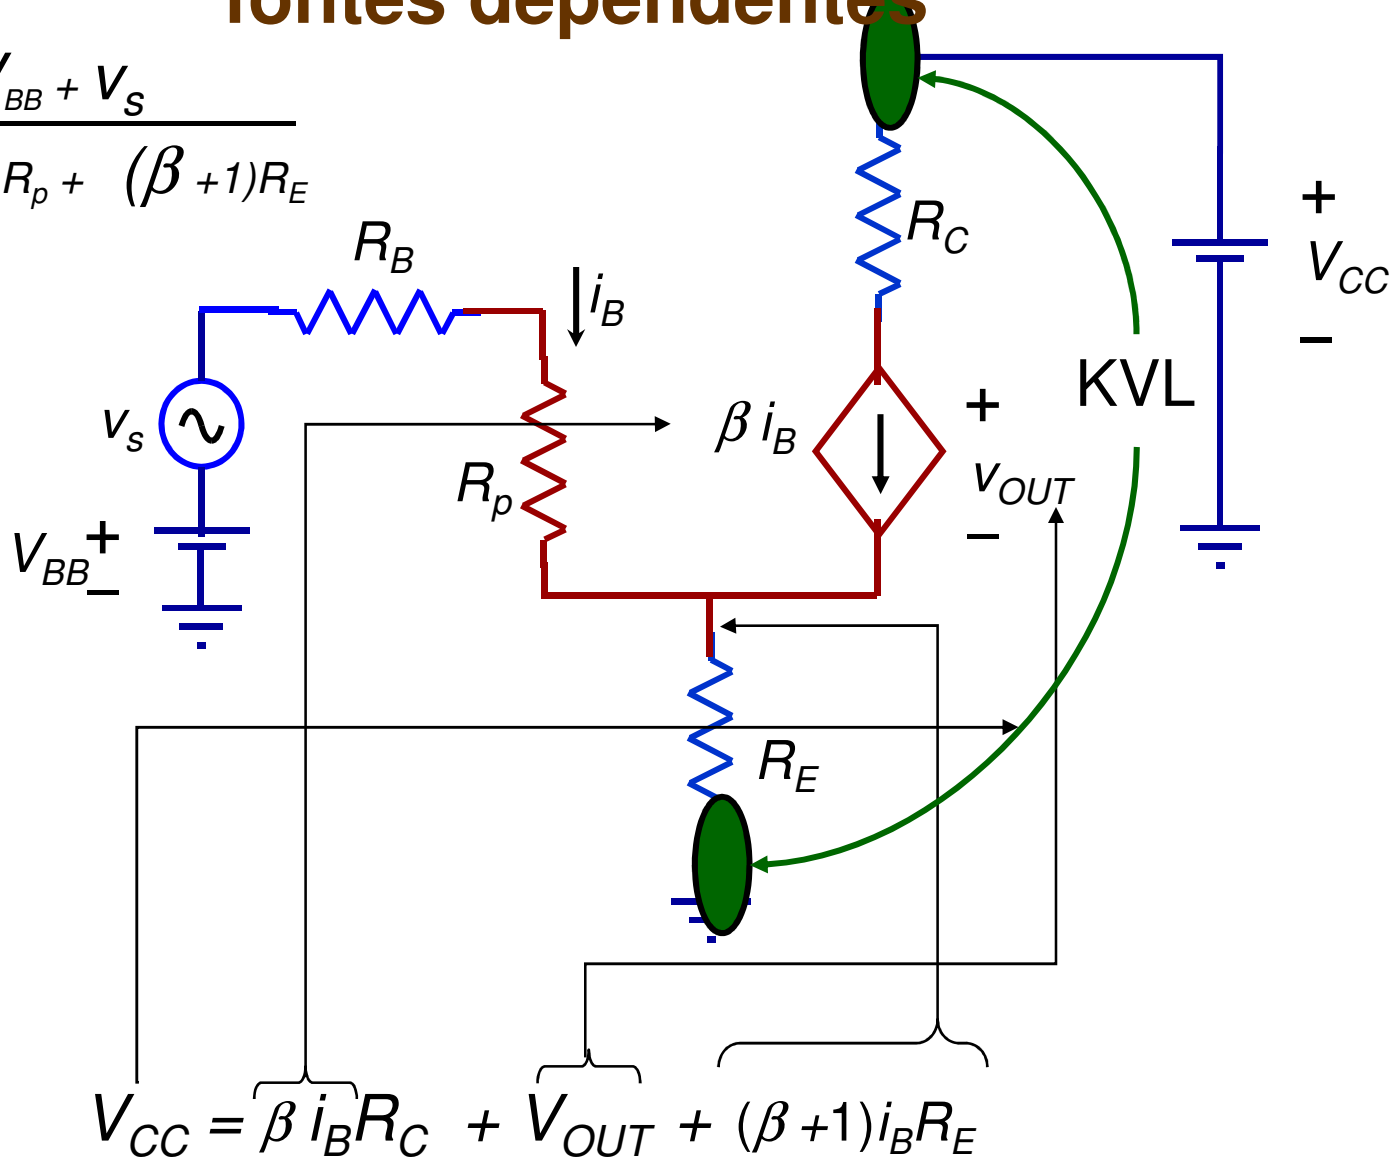 fontes dependentes
V_BB + v_s
R_p + (β +1)R_E
R_B
i_B
R_C
+
V_CC
–
KVL
v_s
R_p
β i_B
+
v_OUT
–
V_BB
+
–
R_E
V_CC = β i_B R_C + V_OUT + (β +1) i_B R_E